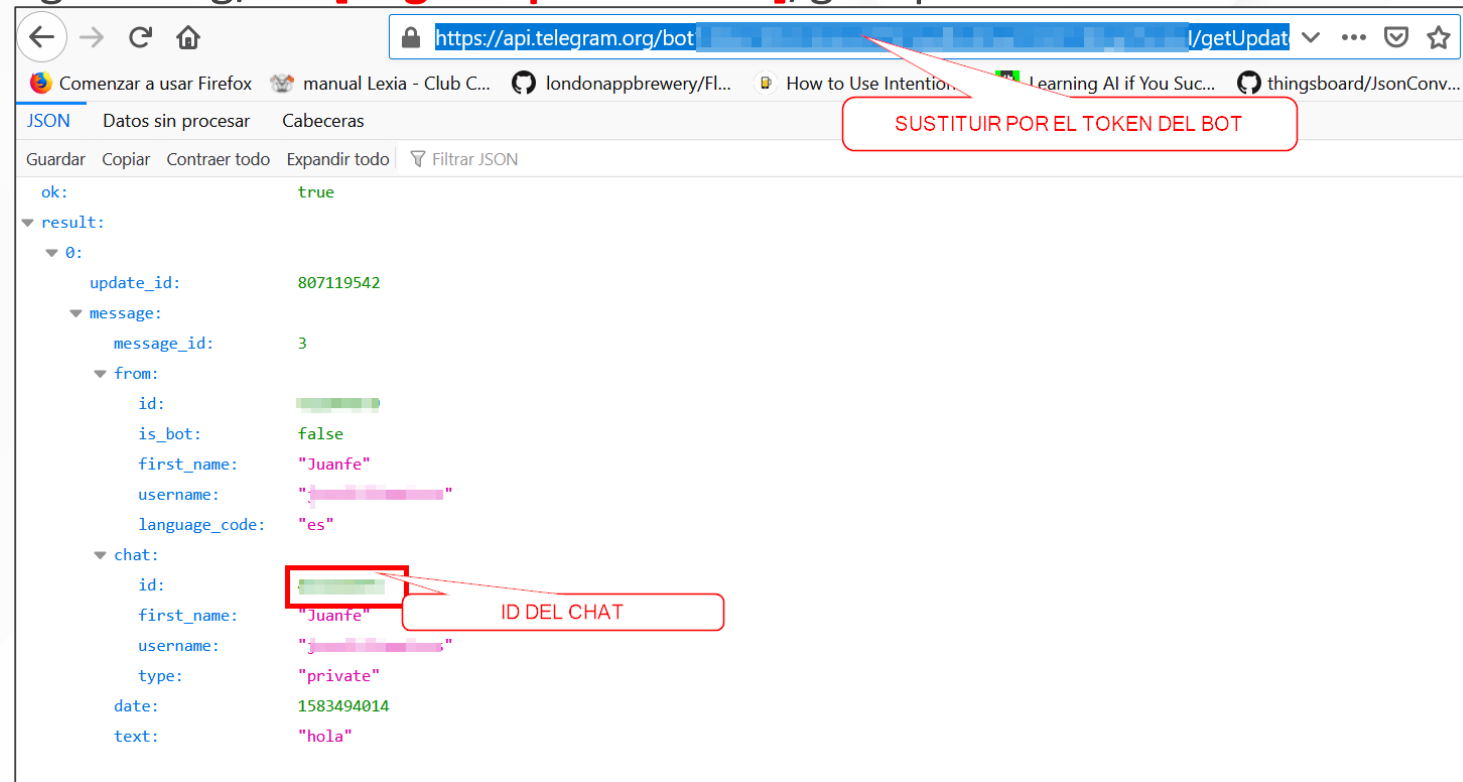 https://api.telegram.org/bot /getUpdat
Comenzar a usar Firefox manual Lexia - Club C... londonappbrewery/Fl... How to Use Intention Learning AI if You Suc... thingsboard/JsonConv...
SUSTITUIR POR EL TOKEN DEL BOT
JSON Datos sin procesar Cabeceras
Guardar Copiar Contraer todo Expandir todo Filtrar JSON
ok: true
result:
0:
update_id: 807119542
message:
message_id: 3
from:
id:
is_bot: false
first_name: "Juanfe"
username: " "
language_code: "es"
chat:
id:
ID DEL CHAT
first_name: "Juanfe"
username: " "
type: "private"
date: 1583494014
text: "hola"